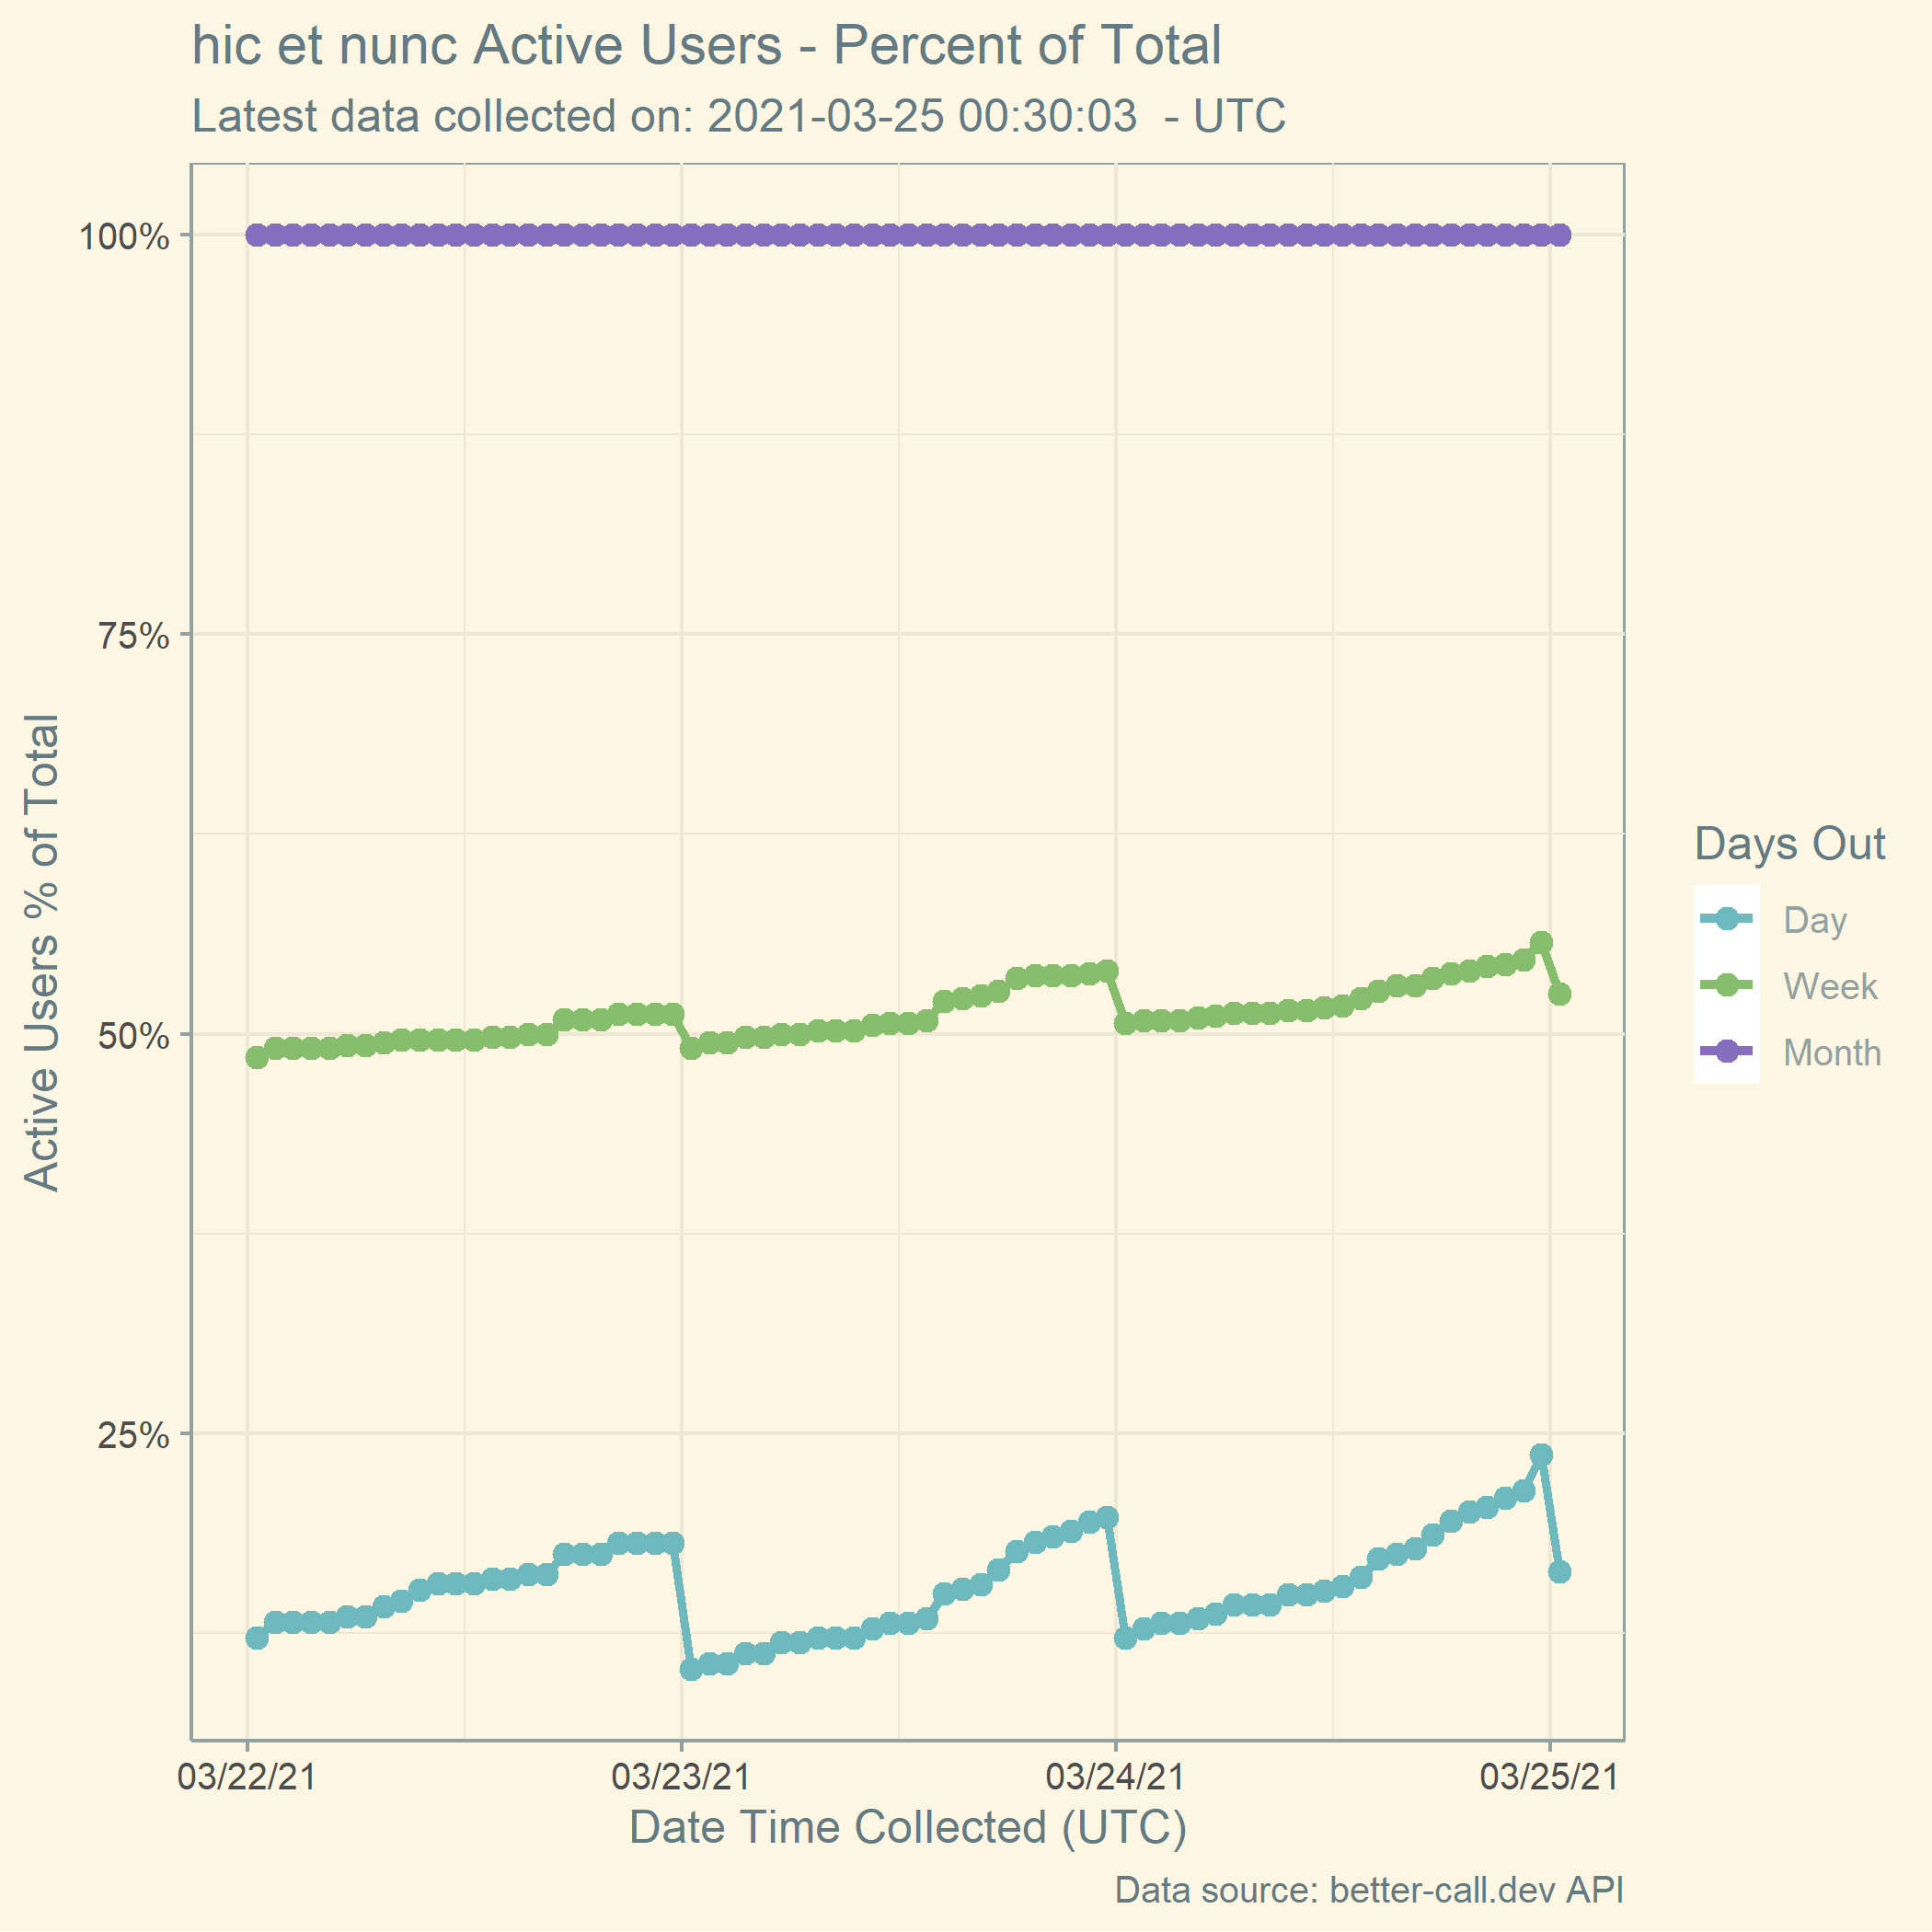 hic et nunc Active Users - Percent of Total
Latest data collected on: 2021-03-25 00:30:03  - UTC
Active Users % of Total
100%
75%
50%
25%
03/22/21
03/23/21
03/24/21
03/25/21
Date Time Collected (UTC)
Days Out
Day
Week
Month
Data source: better-call.dev API